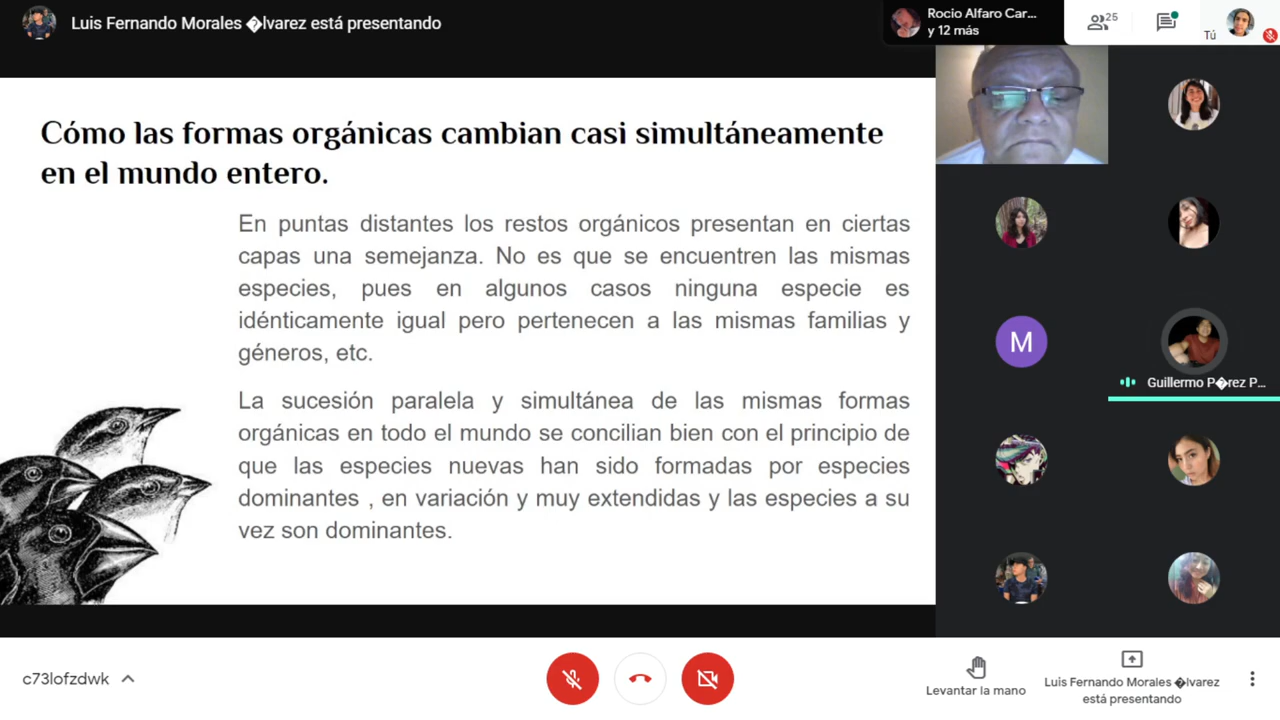 Luis Fernando Morales �lvarez está presentando
Rocio Alfaro Car...
y 12 más
25
Tú
Cómo las formas orgánicas cambian casi simultáneamente
en el mundo entero.
En puntas distantes los restos orgánicos presentan en ciertas
capas una semejanza. No es que se encuentren las mismas
especies, pues en algunos casos ninguna especie es
idénticamente igual pero pertenecen a las mismas familias y
géneros, etc.
La sucesión paralela y simultánea de las mismas formas
orgánicas en todo el mundo se concilian bien con el principio de
que las especies nuevas han sido formadas por especies
dominantes , en variación y muy extendidas y las especies a su
vez son dominantes.
M
Guillermo P�rez P...
c73lofzdwk
Levantar la mano
Luis Fernando Morales �lvarez
está presentando